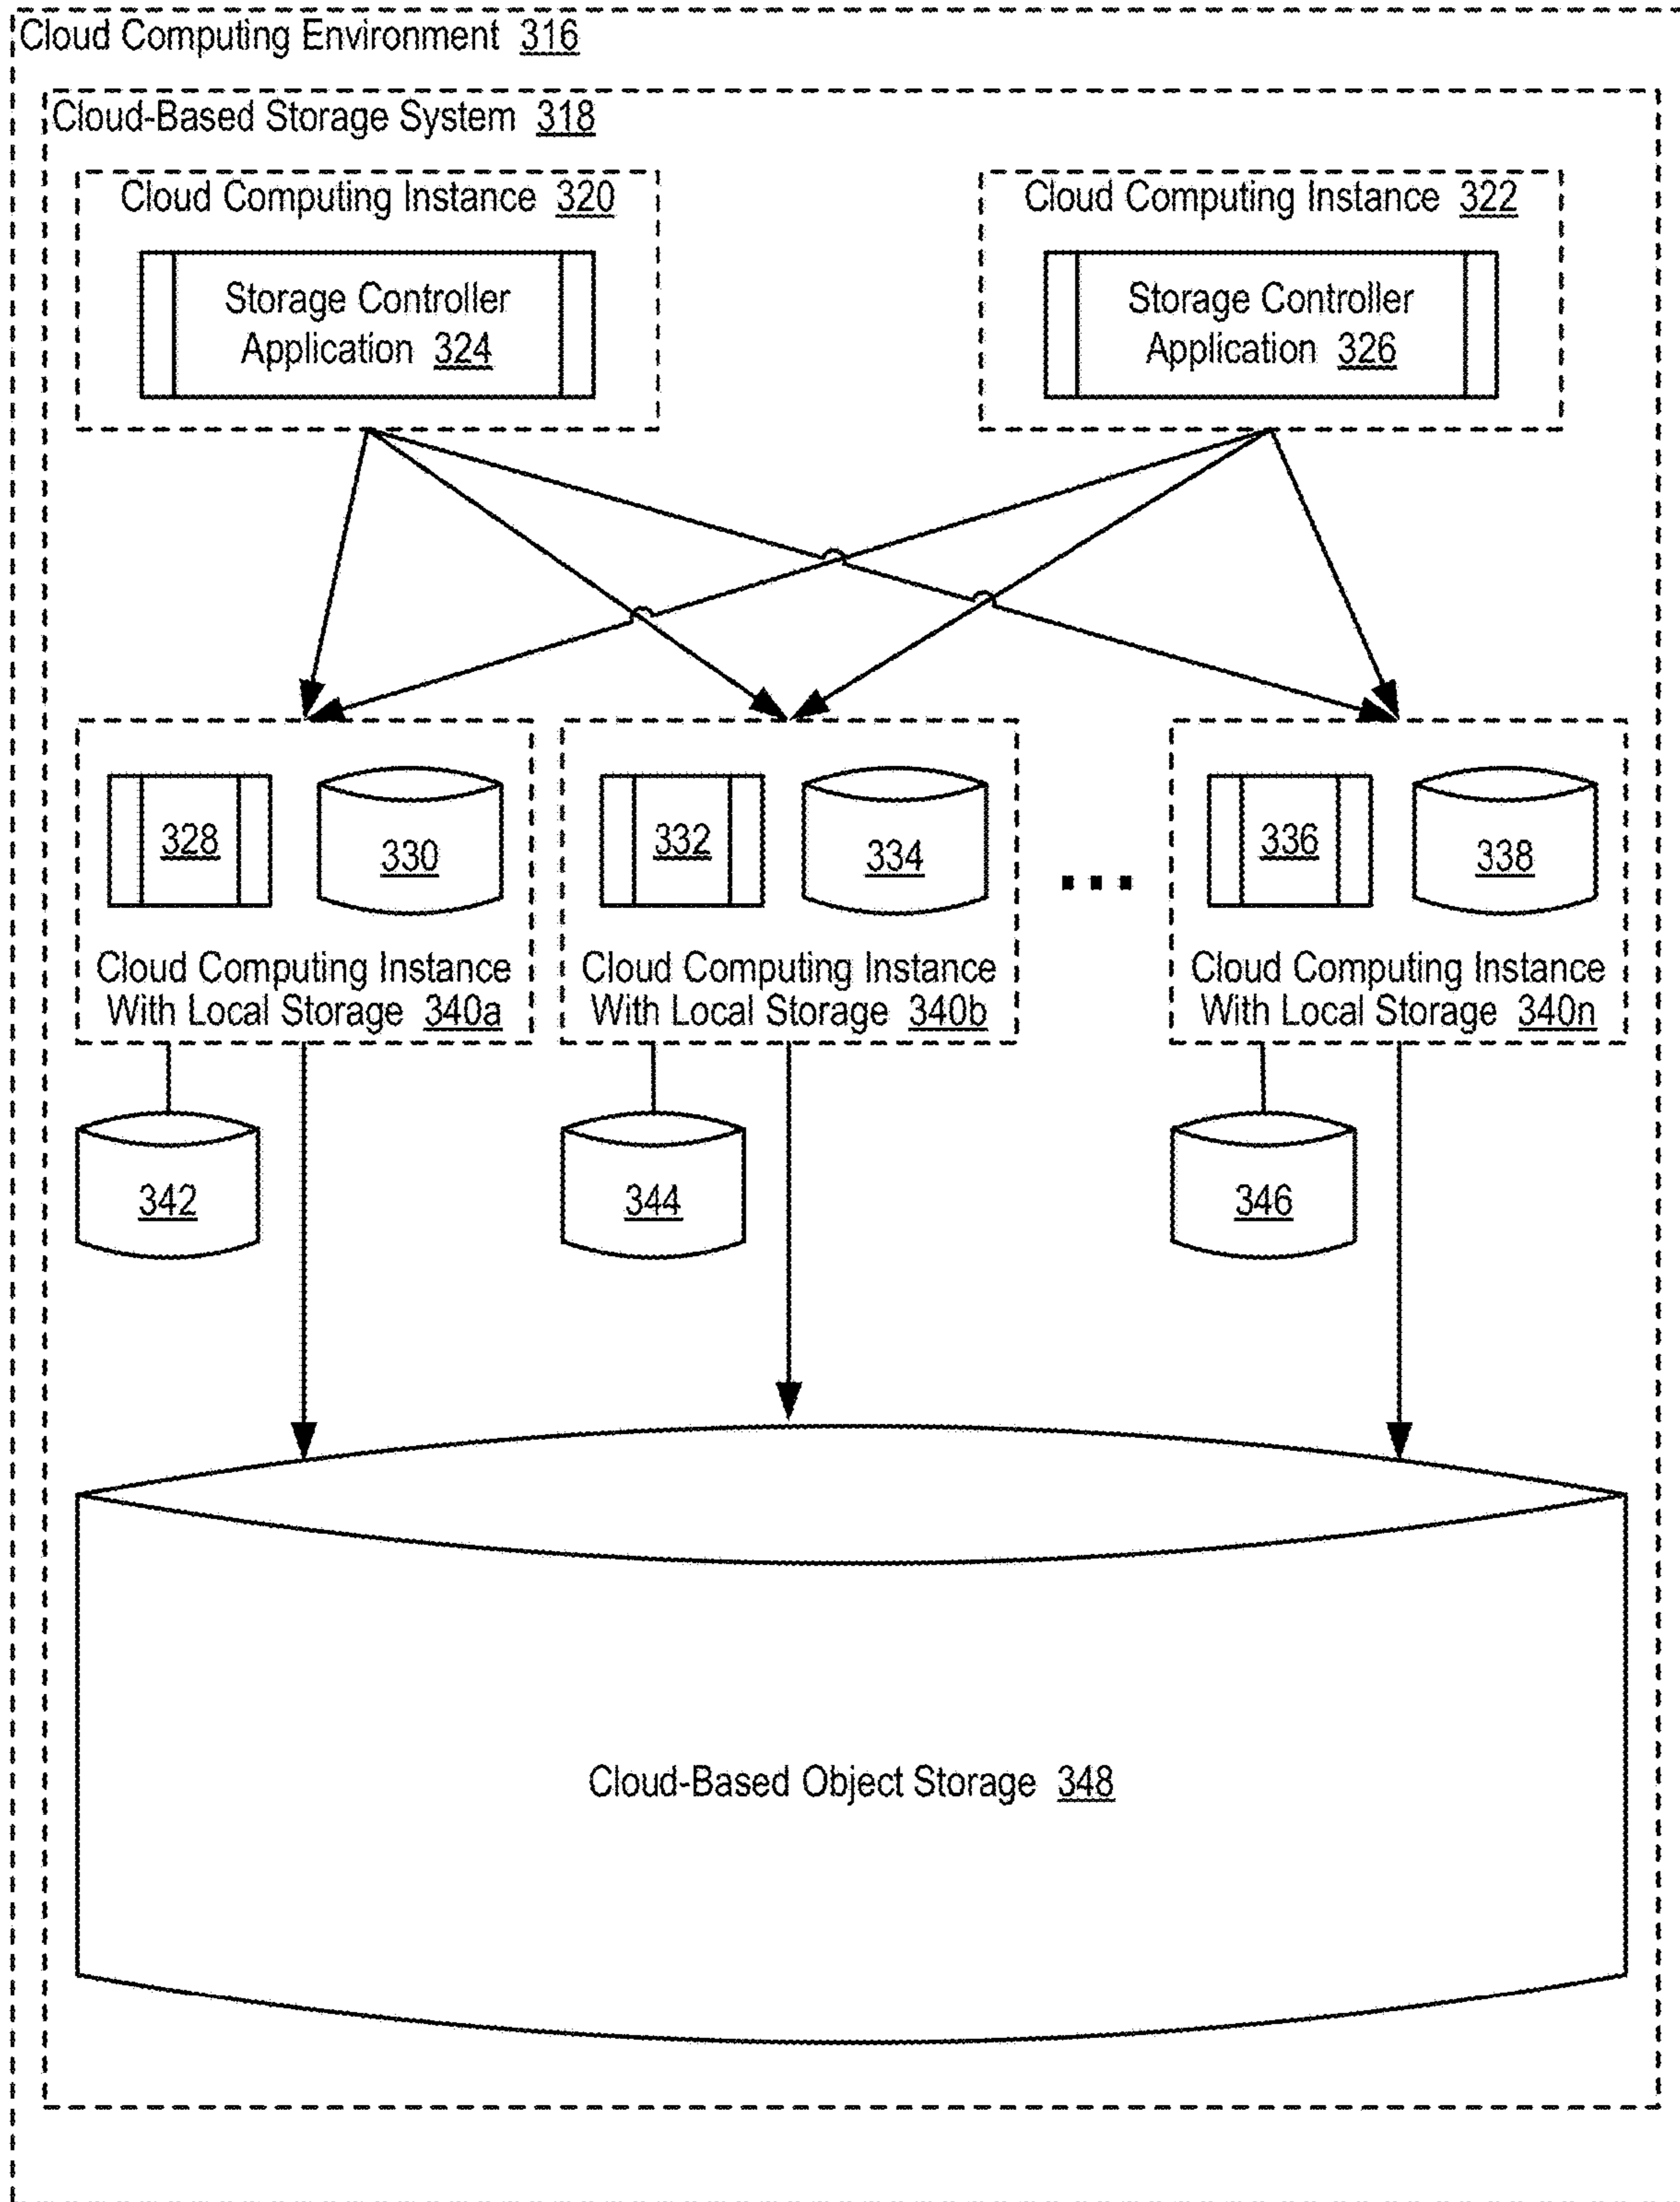 Cloud Computing Environment 316
Cloud-Based Storage System 318
Cloud Computing Instance 320
Storage Controller
Application 324
Cloud Computing Instance 322
Storage Controller
Application 326
328
330
Cloud Computing Instance
With Local Storage 340a
332
334
Cloud Computing Instance
With Local Storage 340b
...
336
338
Cloud Computing Instance
With Local Storage 340n
342
344
346
Cloud-Based Object Storage 348